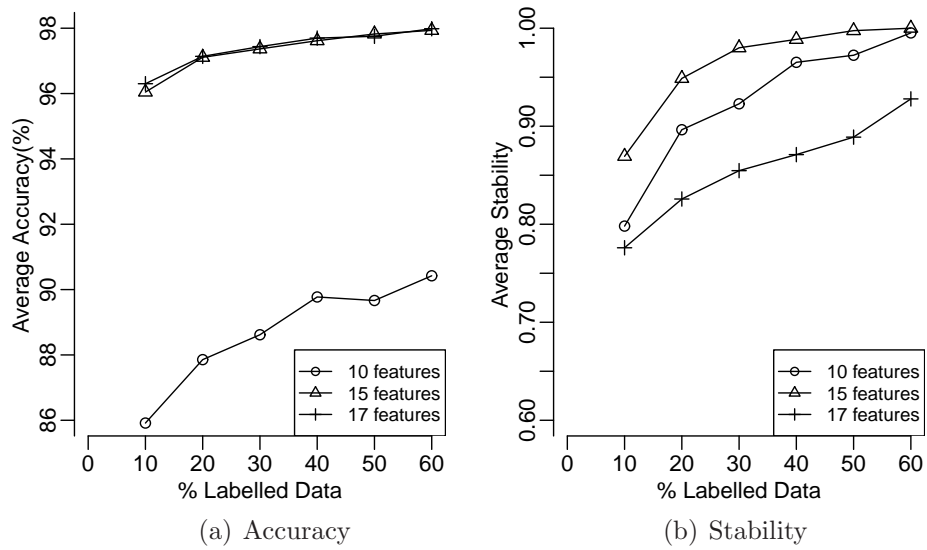 Average Accuracy(%)
98
96
94
92
90
88
86
0 10 20 30 40 50 60
% Labelled Data
10 features
15 features
17 features
(a) Accuracy
Average Stability
1.00
0.90
0.80
0.70
0.60
0 10 20 30 40 50 60
% Labelled Data
10 features
15 features
17 features
(b) Stability